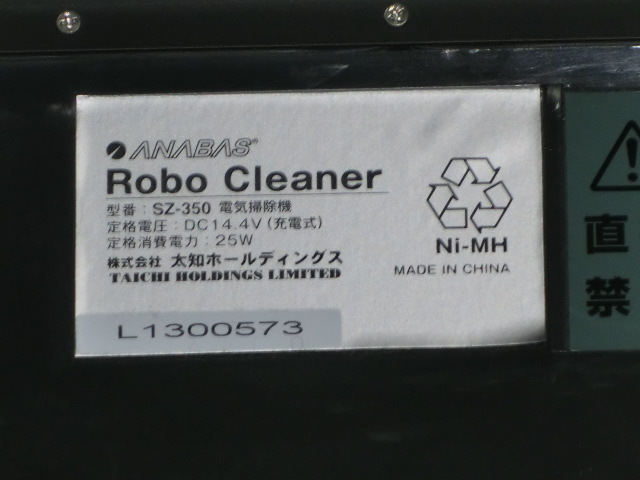 ANABAS®
Robo Cleaner
型番：SZ-350 電気掃除機
定格電圧：DC14.4V（充電式）
定格消費電力：25W
株式会社 太知ホールディングス
TAICHI HOLDINGS LIMITED
L1300573
Ni-MH
MADE IN CHINA
直
禁